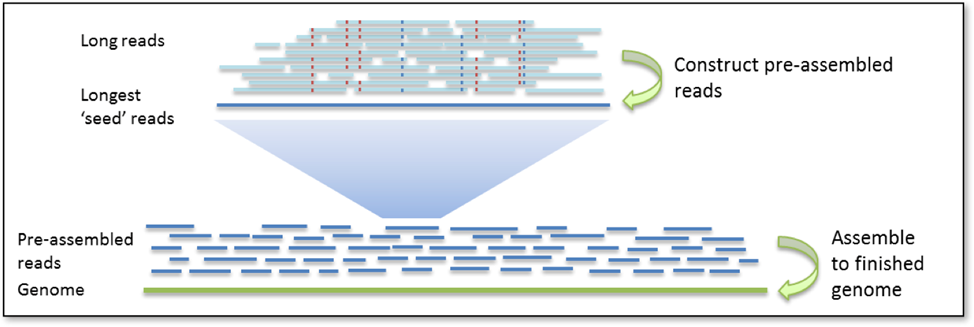 Long reads
Construct pre-assembled
reads
Longest
‘seed’ reads
Pre-assembled
reads
Assemble
to finished
genome
Genome